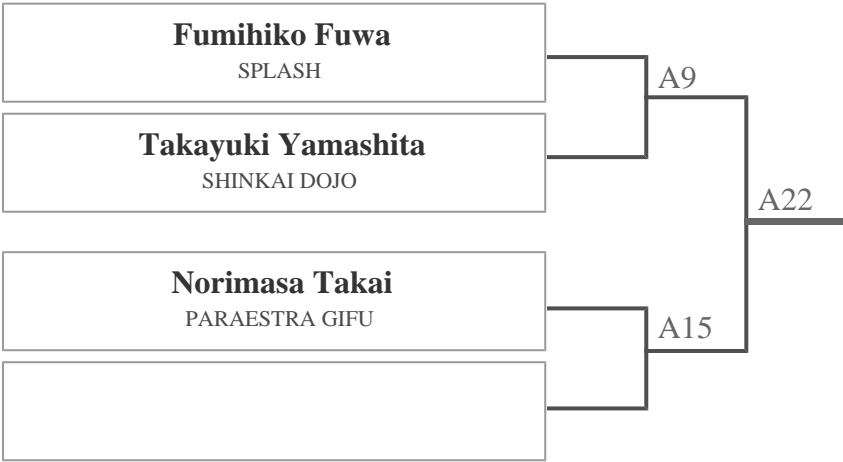 Fumihiko Fuwa
SPLASH
A9
Takayuki Yamashita
SHINKAI DOJO
A22
Norimasa Takai
PARAESTRA GIFU
A15